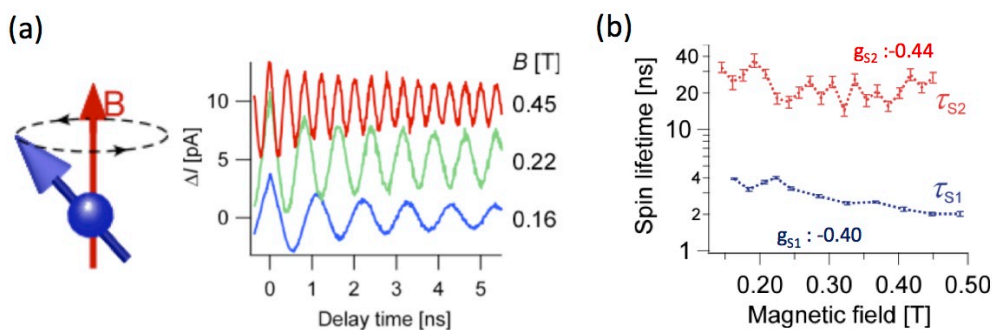 (a)
B
ΔI [pA]
10
5
0
B [T]
0.45
0.22
0.16
0 1 2 3 4 5
Delay time [ns]
(b)
Spin lifetime [ns]
40
20
10
4
2
1
gS2 :-0.44
τS2
τS1
gS1 :-0.40
0.20 0.30 0.40 0.50
Magnetic field [T]